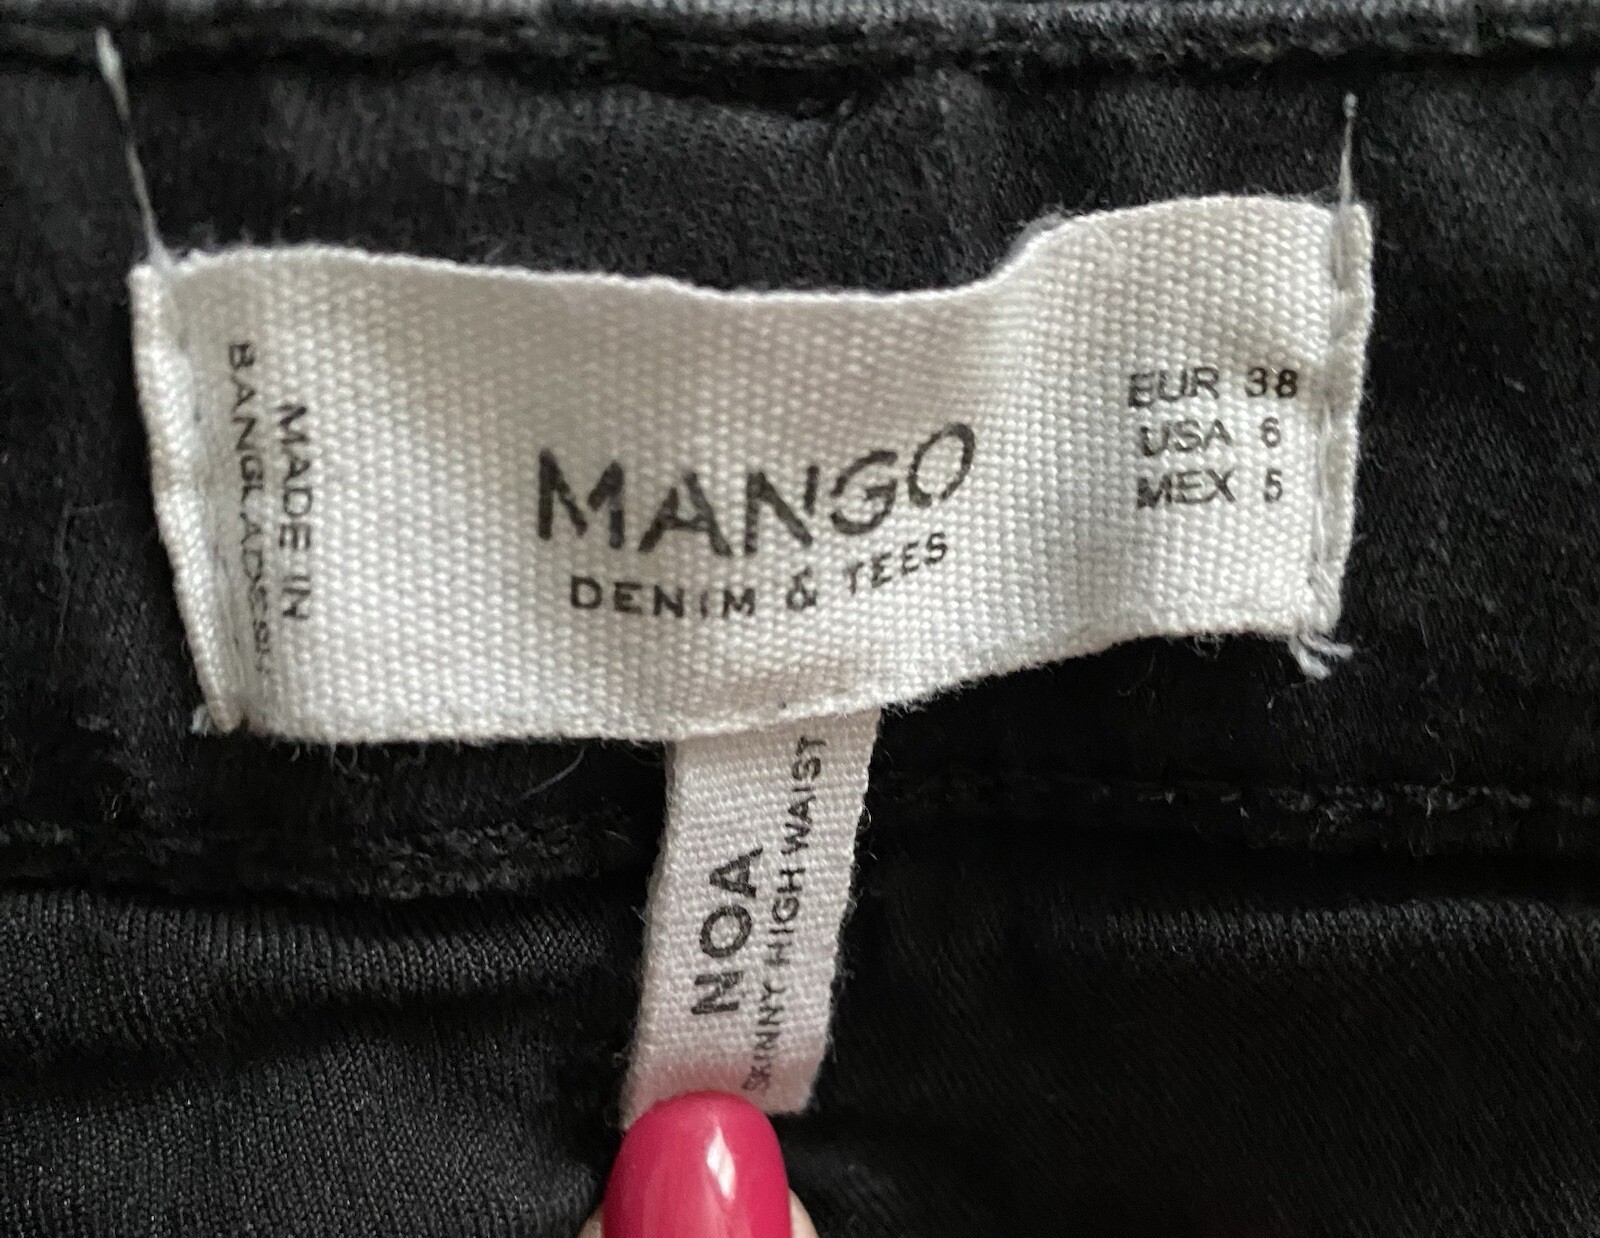 MADE IN
BANGLADESH
MANGO
DENIM & TEES
EUR 38
USA 6
MEX 5
NOA
SKINNY HIGH WAIST